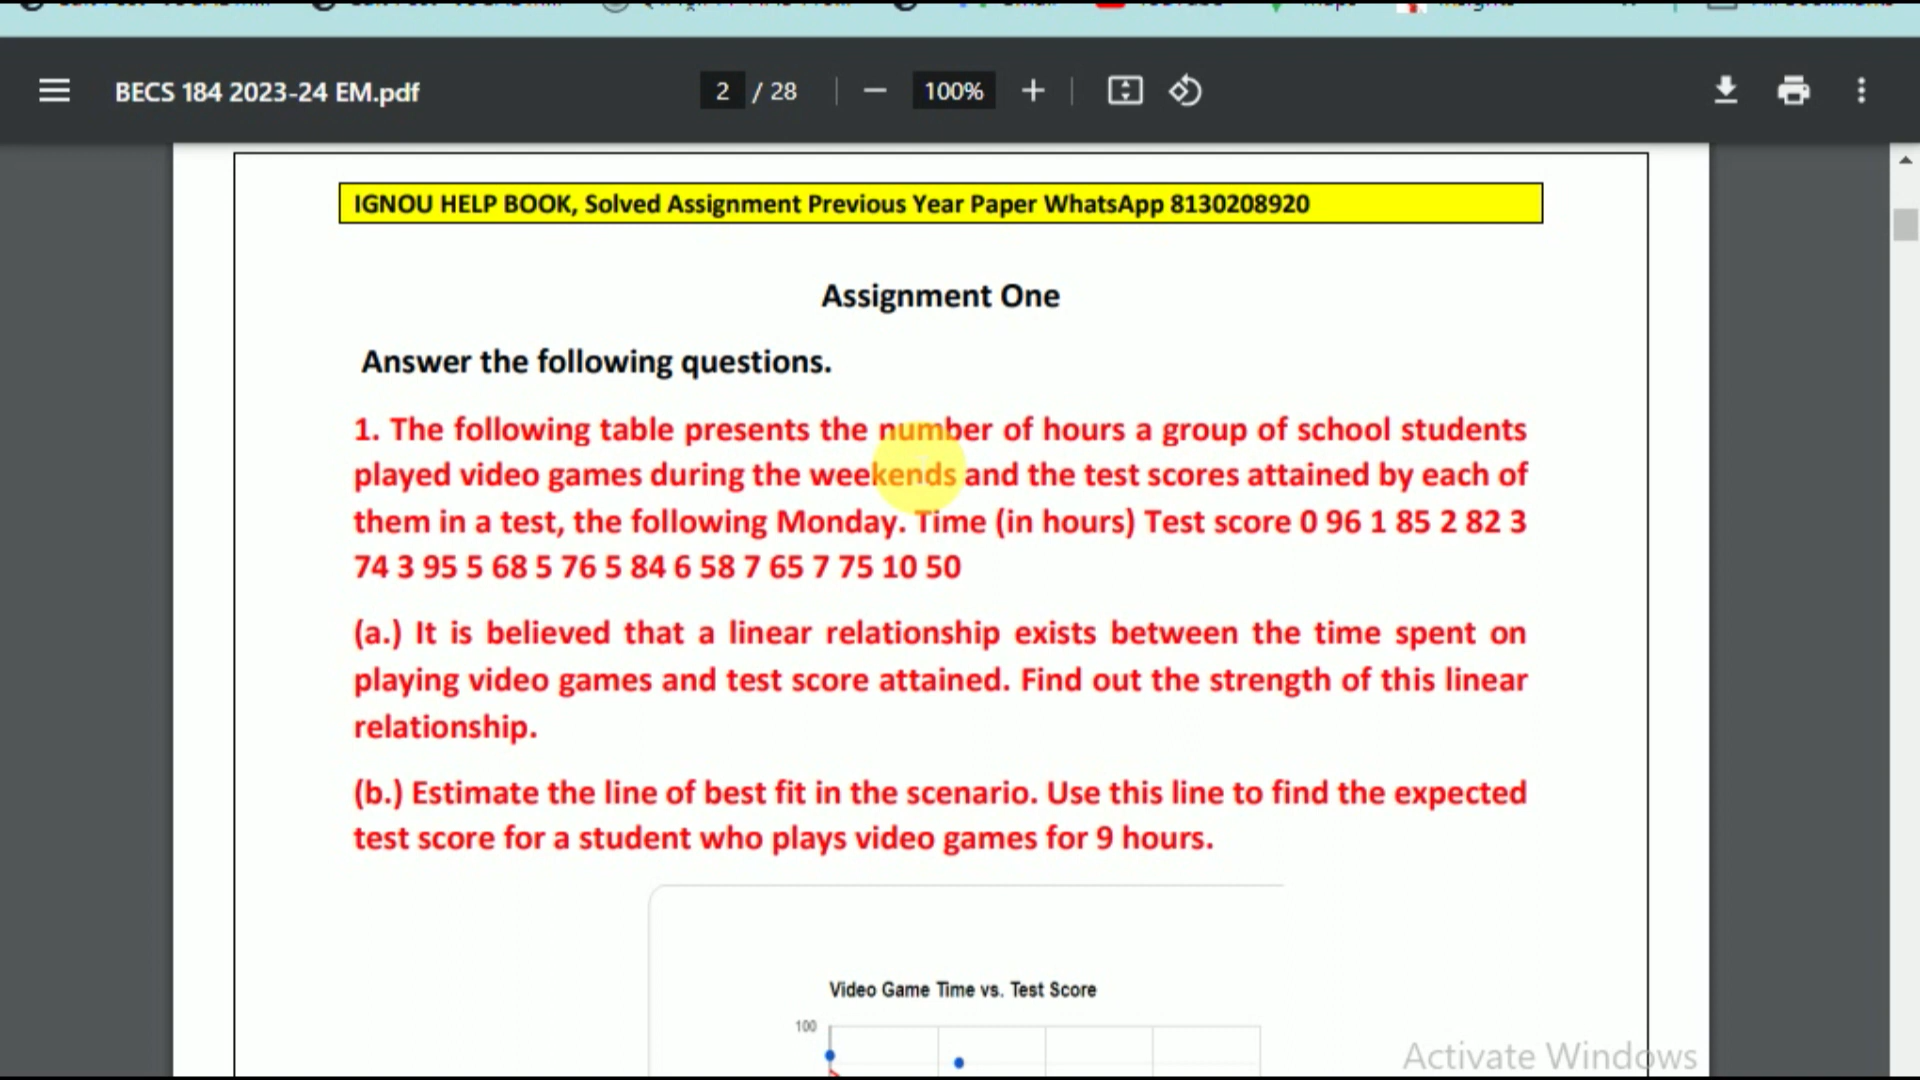 BECS 184 2023-24 EM.pdf
2 / 28
100%
IGNOU HELP BOOK, Solved Assignment Previous Year Paper WhatsApp 8130208920
Assignment One
Answer the following questions.
1. The following table presents the number of hours a group of school students
played video games during the weekends and the test scores attained by each of
them in a test, the following Monday. Time (in hours) Test score 0 96 1 85 2 82 3
74 3 95 5 68 5 76 5 84 6 58 7 65 7 75 10 50
(a.) It is believed that a linear relationship exists between the time spent on
playing video games and test score attained. Find out the strength of this linear
relationship.
(b.) Estimate the line of best fit in the scenario. Use this line to find the expected
test score for a student who plays video games for 9 hours.
Video Game Time vs. Test Score
100
Activate Windows